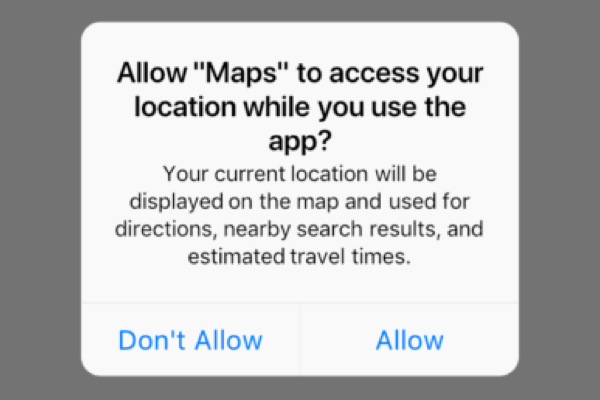 Allow "Maps" to access your
location while you use the
app?
Your current location will be
displayed on the map and used for
directions, nearby search results, and
estimated travel times.
Don't Allow
Allow